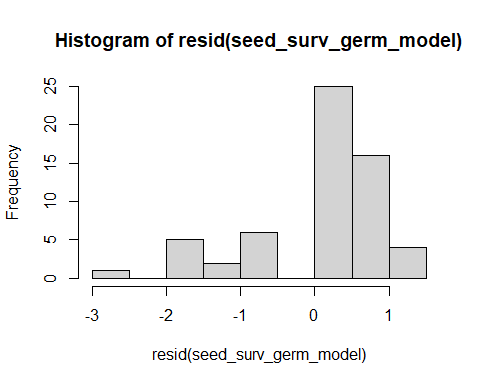 Histogram of resid(seed_surv_germ_model)
25
20
15
10
5
0
Frequency
-3 -2 -1 0 1
resid(seed_surv_germ_model)